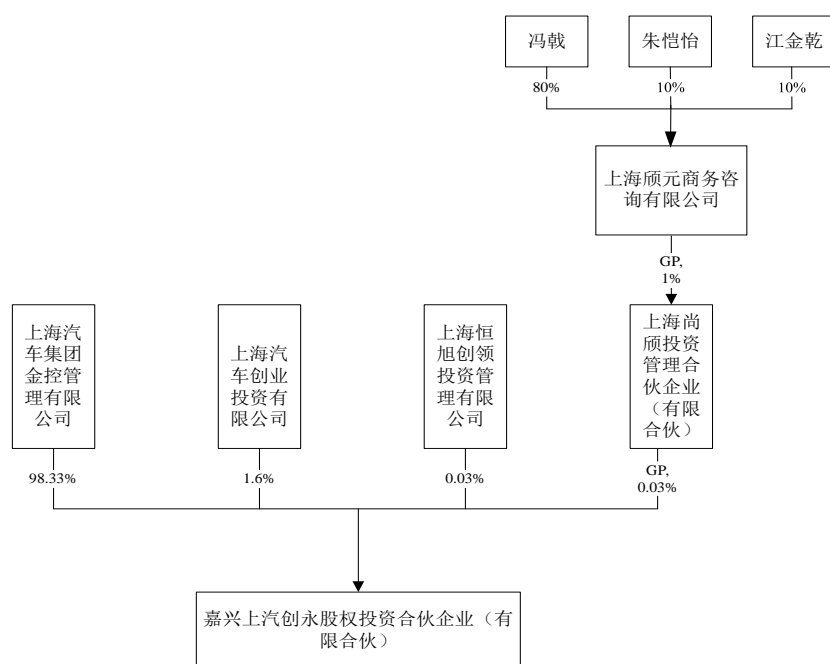 冯戟
朱恺怡
江金乾
80%
10%
10%
上海颀元商务咨
询有限公司
GP,
1%
上海汽
车集团
金控管
理有限
公司
上海汽
车创业
投资有
限公司
上海恒
旭创领
投资管
理有限
公司
上海尚
颀投资
管理合
伙企业
（有限
合伙）
98.33%
1.6%
0.03%
GP,
0.03%
嘉兴上汽创永股权投资合伙企业（有
限合伙）